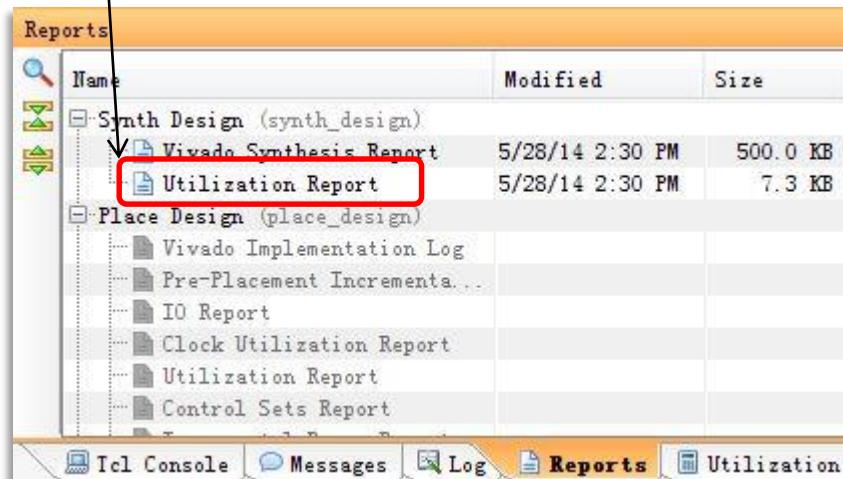 Reports
Name Modified Size
Synth Design (synth_design)
Vivado Synthesis Report 5/28/14 2:30 PM 500.0 KB
Utilization Report 5/28/14 2:30 PM 7.3 KB
Place Design (place_design)
Vivado Implementation Log
Pre-Placement Incrementa...
IO Report
Clock Utilization Report
Utilization Report
Control Sets Report
Tcl Console Messages Log Reports Utilization